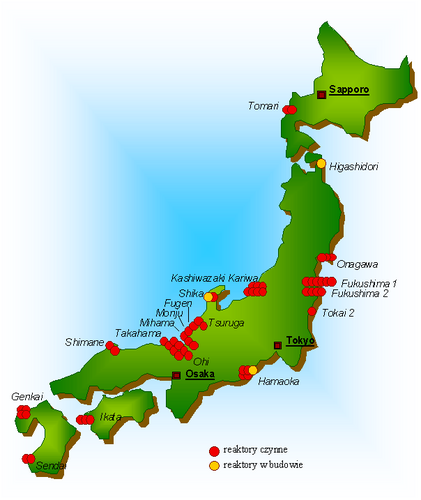 Sapporo
Tomari
Higashidori
Onagawa
Kashiwazaki Kariwa
Fukushima 1
Shika
Fukushima 2
Fugen
Monju
Tokai 2
Mihama
Tsuruga
Takahama
Shimane
Tokyo
Ohi
Osaka
Hamaoka
Genkai
Ikata
reaktory czynne
Sendai
reaktory w budowie